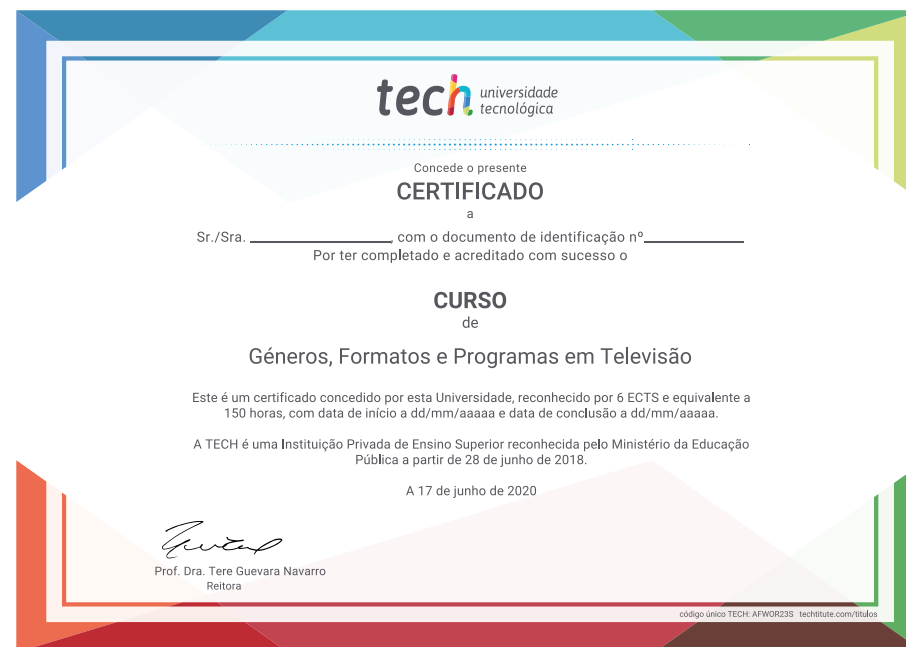 tech universidade
tecnológica
Concede o presente
CERTIFICADO
a
Sr./Sra. ________________, com o documento de identificação nº____________
Por ter completado e acreditado com sucesso o
CURSO
de
Géneros, Formatos e Programas em Televisão
Este é um certificado concedido por esta Universidade, reconhecido por 6 ECTS e equivalente a
150 horas, com data de início a dd/mm/aaaaa e data de conclusão a dd/mm/aaaaa.
A TECH é uma Instituição Privada de Ensino Superior reconhecida pelo Ministério da Educação
Pública a partir de 28 de junho de 2018.
A 17 de junho de 2020
Prof. Dra. Tere Guevara Navarro
Reitora
código único TECH: AFWOR23S techtitute.com/titulos